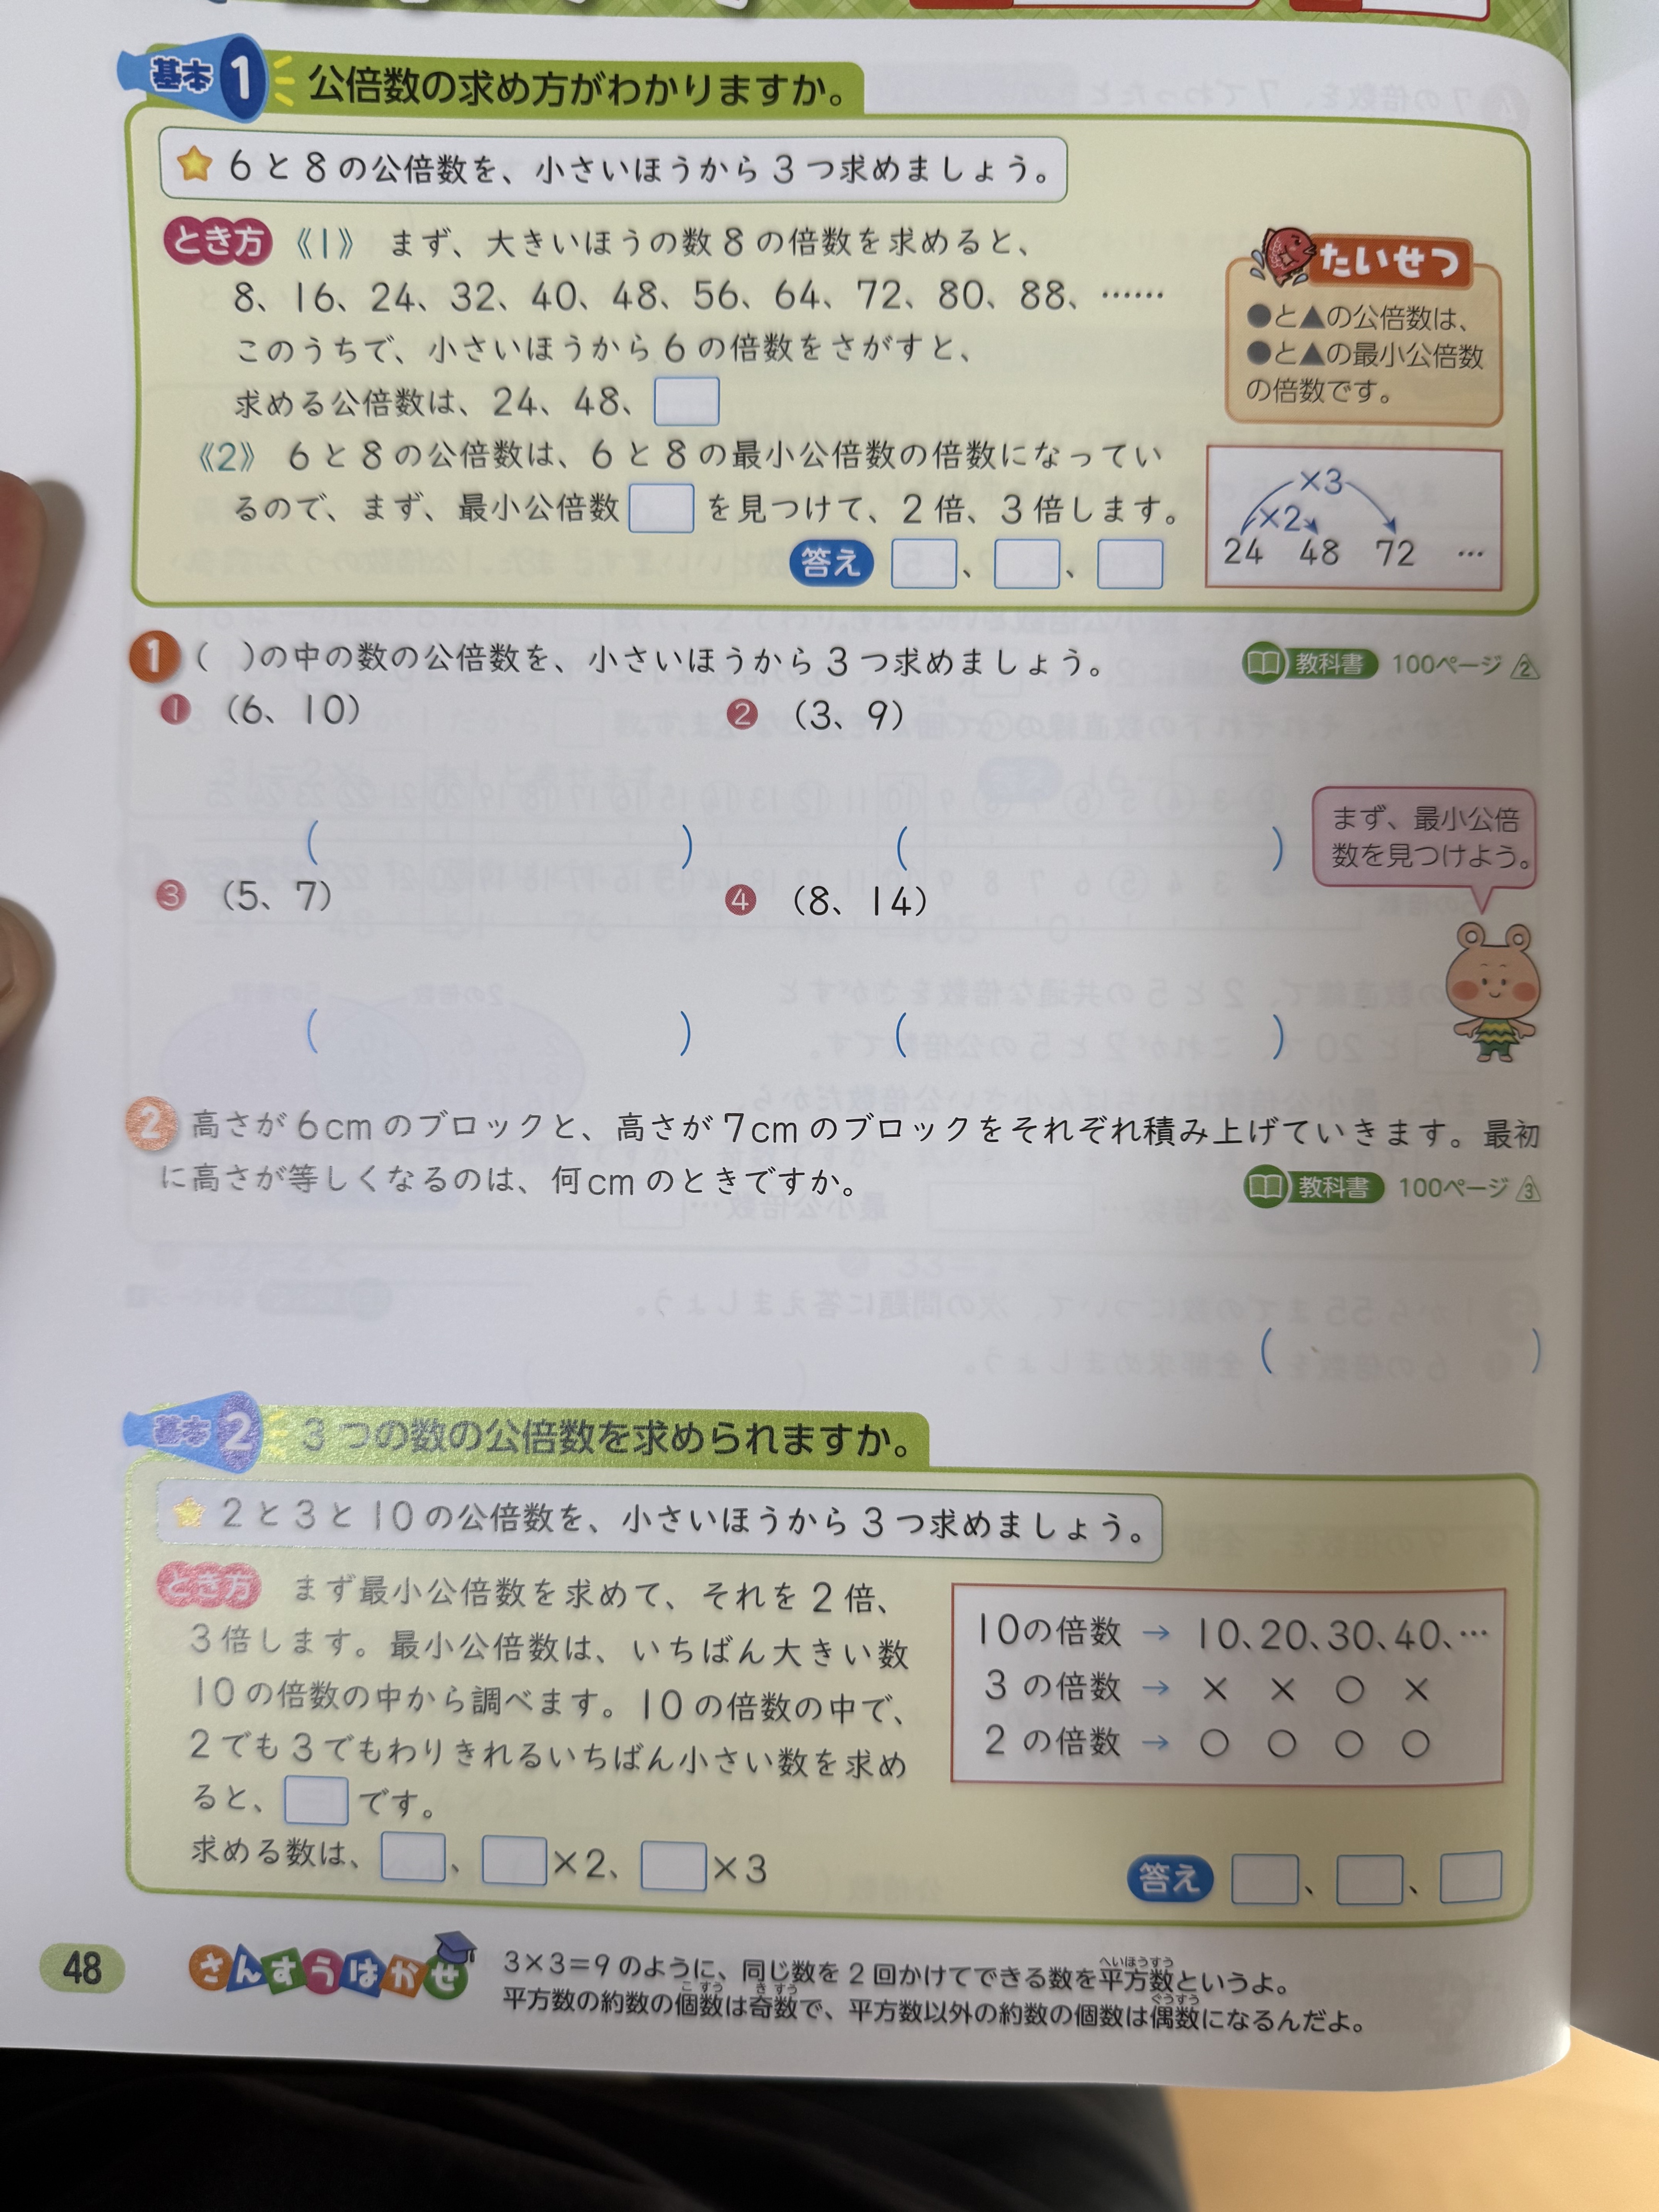 基本1 公倍数の求め方がわかりますか。
6と8の公倍数を、小さいほうから3つ求めましょう。
とき方 《1》 まず、大きいほうの数8の倍数を求めると、
8、16、24、32、40、48、56、64、72、80、88、……
このうちで、小さいほうから6の倍数をさがすと、
求める公倍数は、24、48、□
《2》 6と8の公倍数は、6と8の最小公倍数の倍数になってい
るので、まず、最小公倍数□を見つけて、2倍、3倍します。
答え □、□、□
たいせつ
●と▲の公倍数は、
●と▲の最小公倍数
の倍数です。
×3
×2
24 48 72 …
1 ( )の中の数の公倍数を、小さいほうから3つ求めましょう。
教科書 100ページ 2
❶ (6、10)
❷ (3、9)
( )
( )
❸ (5、7)
❹ (8、14)
( )
( )
まず、最小公倍
数を見つけよう。
2 高さが6cmのブロックと、高さが7cmのブロックをそれぞれ積み上げていきます。最初
に高さが等しくなるのは、何cmのときですか。
教科書 100ページ 3
( )
基本2 3つの数の公倍数を求められますか。
2と3と10の公倍数を、小さいほうから3つ求めましょう。
とき方 まず最小公倍数を求めて、それを2倍、
3倍します。最小公倍数は、いちばん大きい数
10の倍数の中から調べます。10の倍数の中で、
2でも3でもわりきれるいちばん小さい数を求め
ると、□です。
求める数は、□、□×2、□×3
10の倍数 → 10、20、30、40、…
3の倍数 → × × ○ ×
2の倍数 → ○ ○ ○ ○
答え □、□、□
48
さんすうはかせ
3×3=9のように、同じ数を2回かけてできる数を平方数というよ。
平方数の約数の個数は奇数で、平方数以外の約数の個数は偶数になるんだよ。